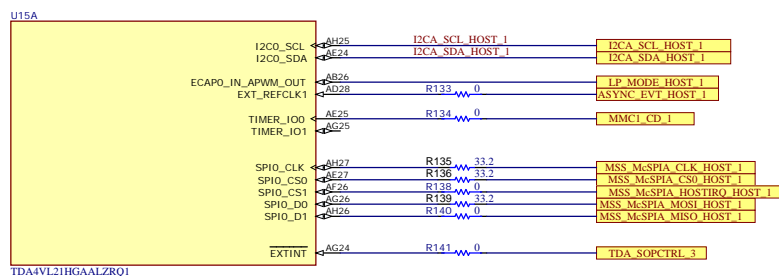 U15A
I2C0_SCL AH25 I2CA_SCL_HOST_1 I2CA_SCL_HOST_1
I2C0_SDA AE24 I2CA_SDA_HOST_1 I2CA_SDA_HOST_1
ECAP0_IN_APWM_OUT AB26 LP_MODE_HOST_1
EXT_REFCLK1 AD28 R133 0 ASYNC_EVT_HOST_1
TIMER_IO0 AE25 R134 0 MMC1_CD_1
TIMER_IO1 AG25
SPI0_CLK AH27 R135 33.2 MSS_McSPIA_CLK_HOST_1
SPI0_CS0 AE27 R136 33.2 MSS_McSPIA_CS0_HOST_1
SPI0_CS1 AF26 R138 0 MSS_McSPIA_HOSTIRQ_HOST_1
SPI0_D0 AG26 R139 33.2 MSS_McSPIA_MOSI_HOST_1
SPI0_D1 AH26 R140 0 MSS_McSPIA_MISO_HOST_1
EXTINT AG24 R141 0 TDA_SOPCTRL_3
TDA4VL21HGAALZRQ1